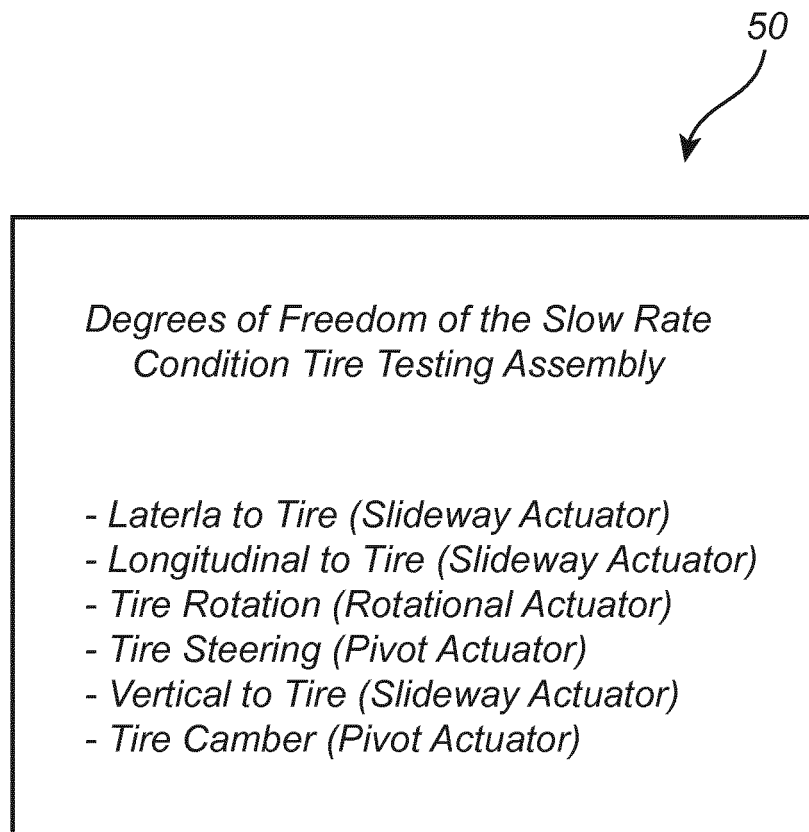 50
Degrees of Freedom of the Slow Rate
Condition Tire Testing Assembly
- Laterla to Tire (Slideway Actuator)
- Longitudinal to Tire (Slideway Actuator)
- Tire Rotation (Rotational Actuator)
- Tire Steering (Pivot Actuator)
- Vertical to Tire (Slideway Actuator)
- Tire Camber (Pivot Actuator)